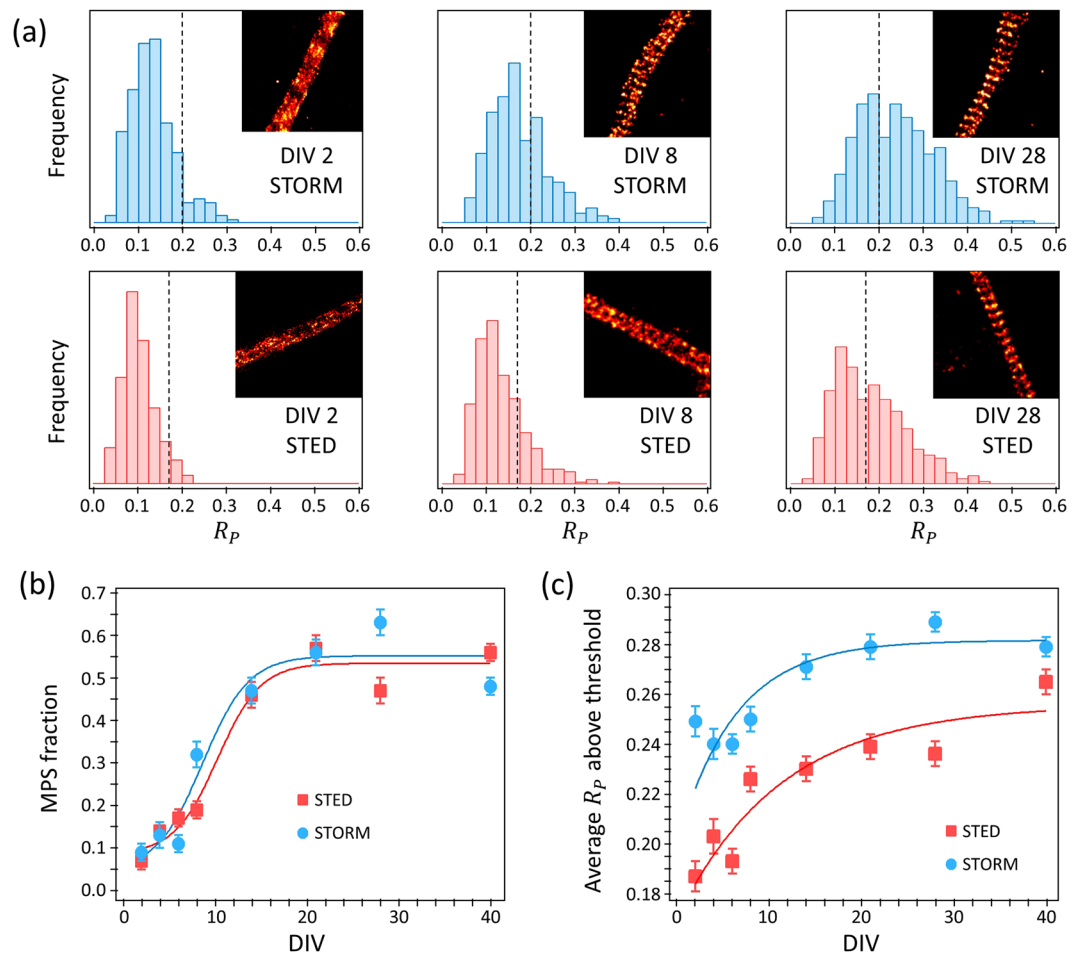 (a)
Frequency
DIV 2
STORM
0.0 0.1 0.2 0.3 0.4 0.5 0.6
DIV 8
STORM
0.0 0.1 0.2 0.3 0.4 0.5 0.6
DIV 28
STORM
0.0 0.1 0.2 0.3 0.4 0.5 0.6
Frequency
DIV 2
STED
0.0 0.1 0.2 0.3 0.4 0.5 0.6
R_P
DIV 8
STED
0.0 0.1 0.2 0.3 0.4 0.5 0.6
R_P
DIV 28
STED
0.0 0.1 0.2 0.3 0.4 0.5 0.6
R_P
(b)
MPS fraction
0.7
0.6
0.5
0.4
0.3
0.2
0.1
0.0
STED
STORM
0 10 20 30 40
DIV
(c)
Average R_P above threshold
0.30
0.28
0.26
0.24
0.22
0.20
0.18
STED
STORM
0 10 20 30 40
DIV